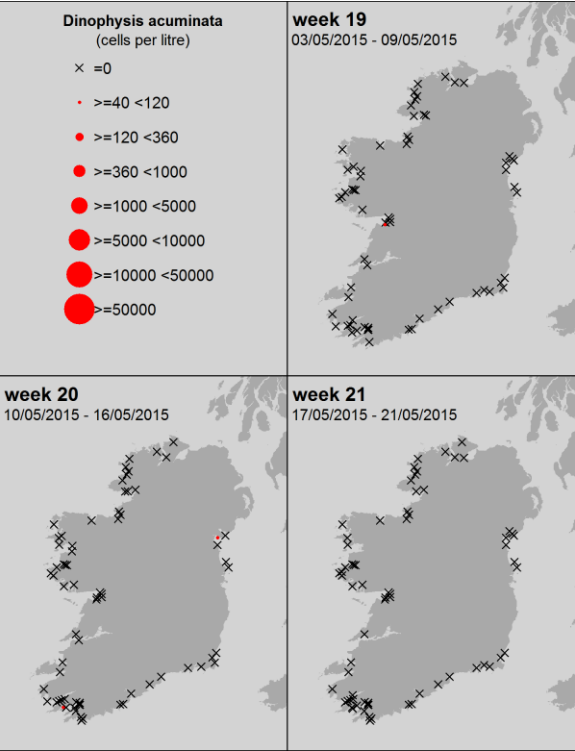 Dinophysis acuminata
(cells per litre)
=0
>=40 <120
>=120 <360
>=360 <1000
>=1000 <5000
>=5000 <10000
>=10000 <50000
>=50000
week 19
03/05/2015 - 09/05/2015
week 20
10/05/2015 - 16/05/2015
week 21
17/05/2015 - 21/05/2015